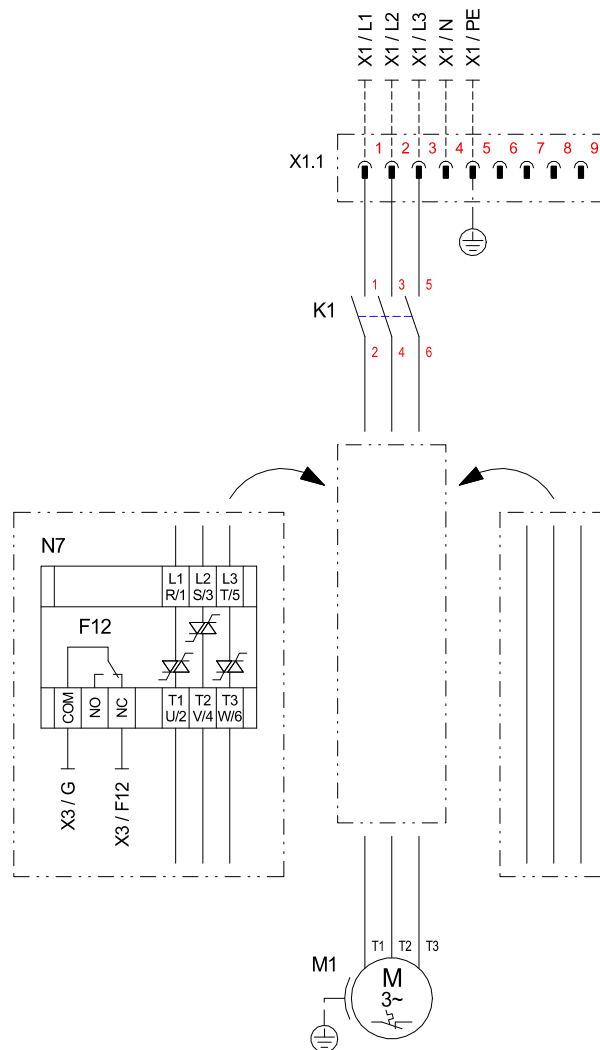 X1 / L1
X1 / L2
X1 / L3
X1 / N
X1 / PE
X1.1
1 2 3 4 5 6 7 8 9
K1
1 3 5
2 4 6
N7
L1 L2 L3
R/1 S/3 T/5
F12
COM NO NC
T1 T2 T3
U/2 V/4 W/6
X3 / G
X3 / F12
T1 T2 T3
M1
M
3~